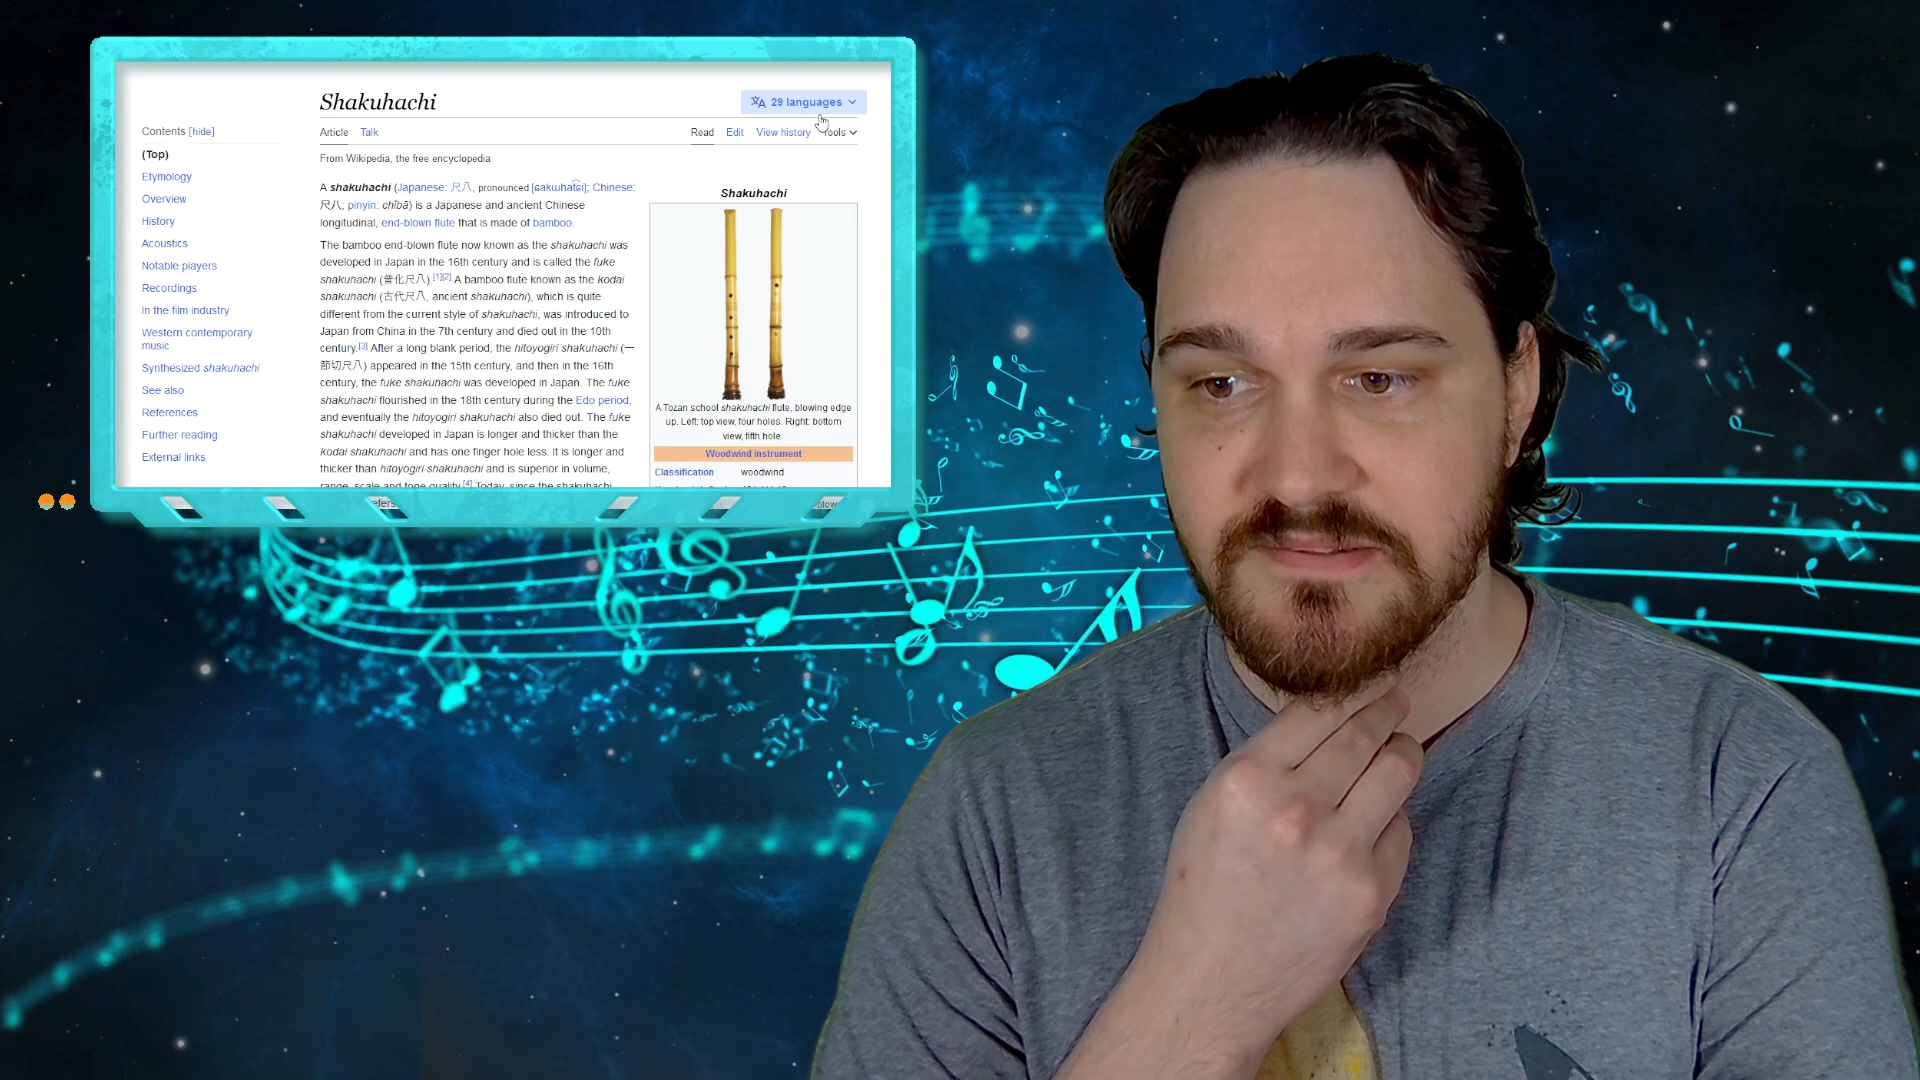 Shakuhachi
29 languages
Contents [hide]
Article Talk
Read Edit View history Tools
(Top)
Etymology
Overview
History
Acoustics
Notable players
Recordings
In the film industry
Western contemporary
music
Synthesized shakuhachi
See also
References
Further reading
External links
From Wikipedia, the free encyclopedia
A shakuhachi (Japanese: 尺八, pronounced [ɕakɯhat͡ɕi]; Chinese:
尺八; pinyin: chǐbā) is a Japanese and ancient Chinese
longitudinal, end-blown flute that is made of bamboo.
The bamboo end-blown flute now known as the shakuhachi was
developed in Japan in the 16th century and is called the fuke
shakuhachi (普化尺八).[1][2] A bamboo flute known as the kodai
shakuhachi (古代尺八, ancient shakuhachi), which is quite
different from the current style of shakuhachi, was introduced to
Japan from China in the 7th century and died out in the 10th
century.[3] After a long blank period, the hitoyogiri shakuhachi (一
節切尺八) appeared in the 15th century, and then in the 16th
century, the fuke shakuhachi was developed in Japan. The fuke
shakuhachi flourished in the 18th century during the Edo period,
and eventually the hitoyogiri shakuhachi also died out. The fuke
shakuhachi developed in Japan is longer and thicker than the
kodai shakuhachi and has one finger hole less. It is longer and
thicker than hitoyogiri shakuhachi and is superior in volume,
range, scale and tone quality.[4] Today, since the shakuhachi
Shakuhachi
A Tozan school shakuhachi flute, blowing edge
up. Left: top view, four holes. Right: bottom
view, fifth hole.
Woodwind instrument
Classification woodwind